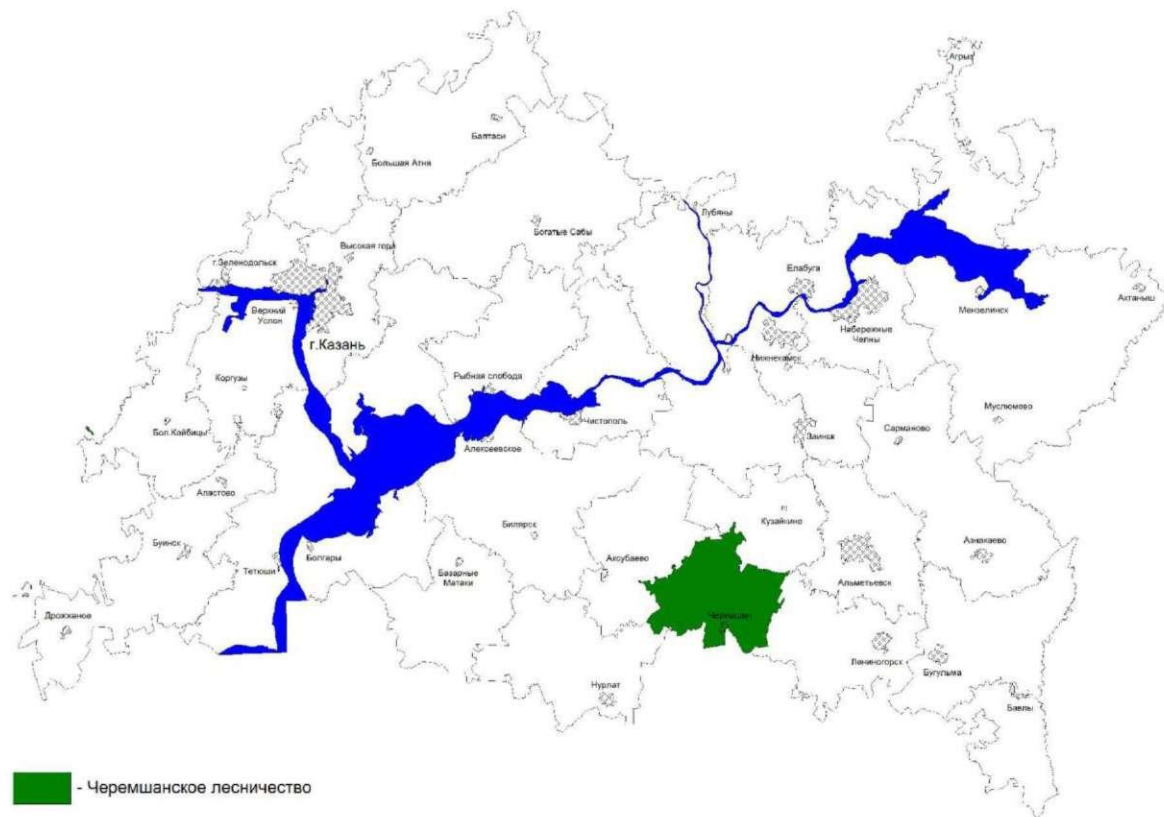 Агрыз
Балтаси
Большая Атня
Лубяны
Богатые Сабы
Высокая гора
г.Зеленодольск
Елабуга
Актаныш
Мензелинск
Верхний
Услон
Набережные
Челны
г.Казань
Нижнекамск
Рыбная слобода
Коргузы
Муслюмово
Чистополь
Бол.Кайбицы
Заинск
Сарманово
Алексеевское
Апастово
Кузайкино
Билярск
Буинск
Азнакаево
Болгары
Аксубаево
Тетюши
Базарные
Матаки
Альметьевск
Дрожжаное
Черемшан
Лениногорск
Бугульма
Нурлат
Бавлы
- Черемшанское лесничество